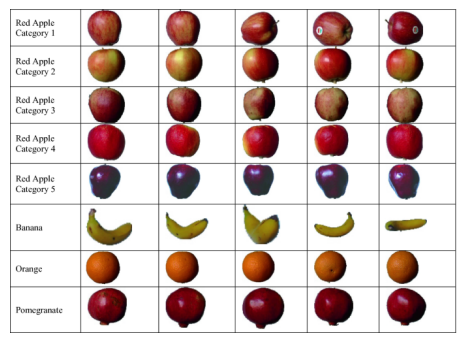 Red Apple
Category 1
Red Apple
Category 2
Red Apple
Category 3
Red Apple
Category 4
Red Apple
Category 5
Banana
Orange
Pomegranate